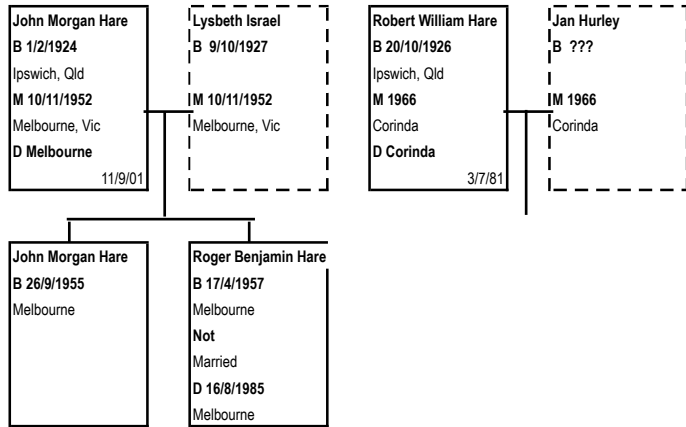 John Morgan Hare
B 1/2/1924
Ipswich, Qld
M 10/11/1952
Melbourne, Vic
D Melbourne
11/9/01
Lysbeth Israel
B 9/10/1927
M 10/11/1952
Melbourne, Vic
Robert William Hare
B 20/10/1926
Ipswich, Qld
M 1966
Corinda
D Corinda
3/7/81
Jan Hurley
B ???
M 1966
Corinda
John Morgan Hare
B 26/9/1955
Melbourne
Roger Benjamin Hare
B 17/4/1957
Melbourne
Not
Married
D 16/8/1985
Melbourne